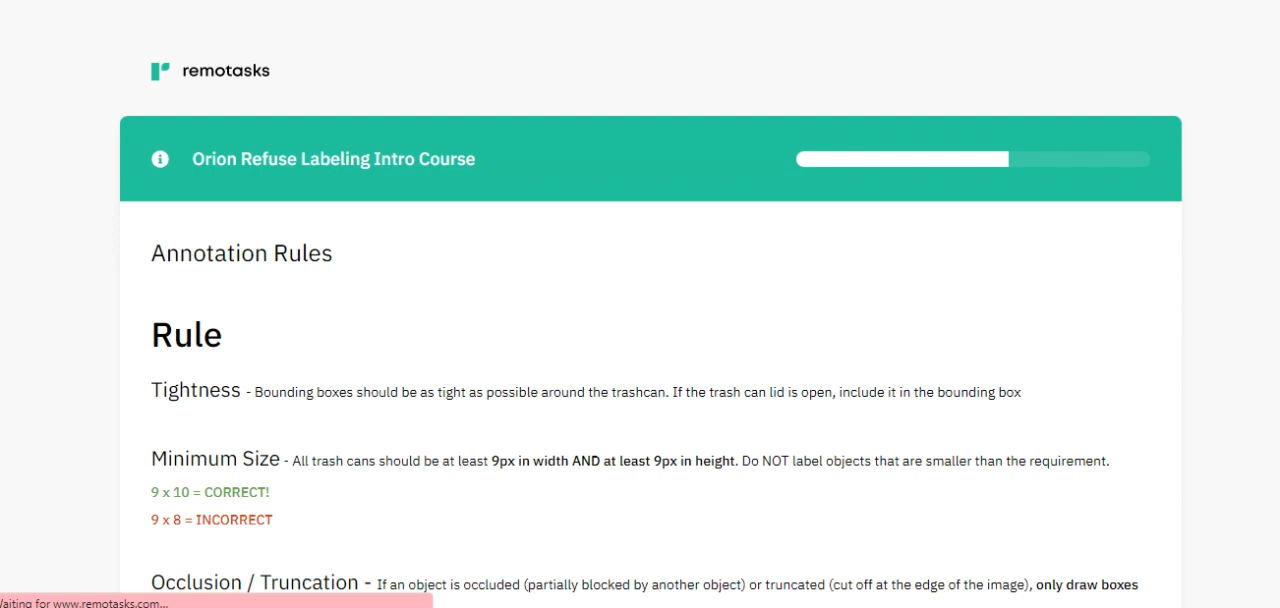 remotasks
Orion Refuse Labeling Intro Course
Annotation Rules
Rule
Tightness - Bounding boxes should be as tight as possible around the trashcan. If the trash can lid is open, include it in the bounding box
Minimum Size - All trash cans should be at least 9px in width AND at least 9px in height. Do NOT label objects that are smaller than the requirement.
9 x 10 = CORRECT!
9 x 8 = INCORRECT
Occlusion / Truncation - If an object is occluded (partially blocked by another object) or truncated (cut off at the edge of the image), only draw boxes
Waiting for www.remotasks.com...